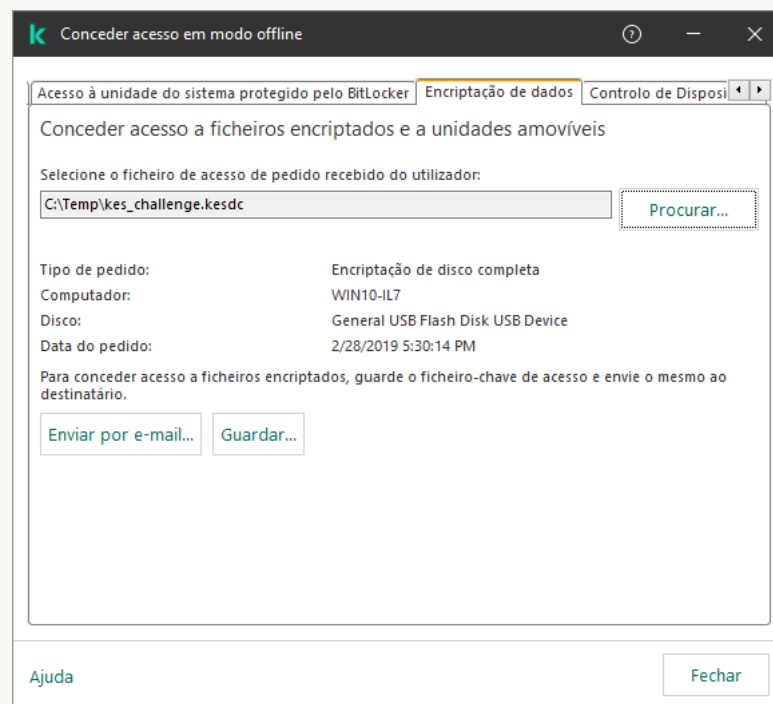 Conceder acesso em modo offline
Acesso à unidade do sistema protegido pelo BitLocker Encriptação de dados Controlo de Disposi
Conceder acesso a ficheiros encriptados e a unidades amovíveis
Selecione o ficheiro de acesso de pedido recebido do utilizador:
C:\Temp\kes_challenge.kesdc Procurar...
Tipo de pedido: Encriptação de disco completa
Computador: WIN10-IL7
Disco: General USB Flash Disk USB Device
Data do pedido: 2/28/2019 5:30:14 PM
Para conceder acesso a ficheiros encriptados, guarde o ficheiro-chave de acesso e envie o mesmo ao
destinatário.
Enviar por e-mail... Guardar...
Ajuda Fechar